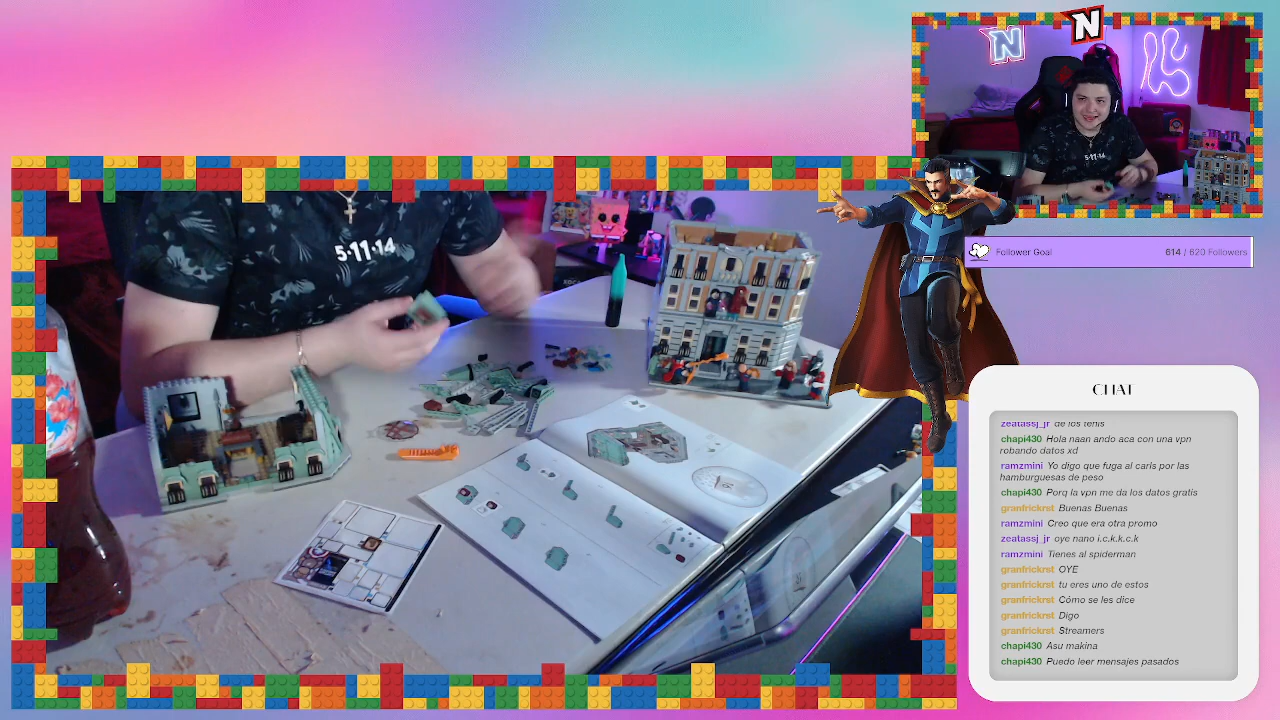 N
N
5·11·14
5·11·14
Follower Goal
614 / 620 Followers
CHAT
zeatassj_jr de los tenis
chapi430 Hola naan ando aca con una vpn
robando datos xd
ramzmini Yo digo que fuga al carls por las
hamburguesas de peso
chapi430 Porq la vpn me da los datos gratis
granfrickrst Buenas Buenas
ramzmini Creo que era otra promo
zeatassj_jr oye nano i.c.k.k.c.k
ramzmini Tienes al spiderman
granfrickrst OYE
granfrickrst tu eres uno de estos
granfrickrst Cómo se les dice
granfrickrst Digo
granfrickrst Streamers
chapi430 Asu makina
chapi430 Puedo leer mensajes pasados